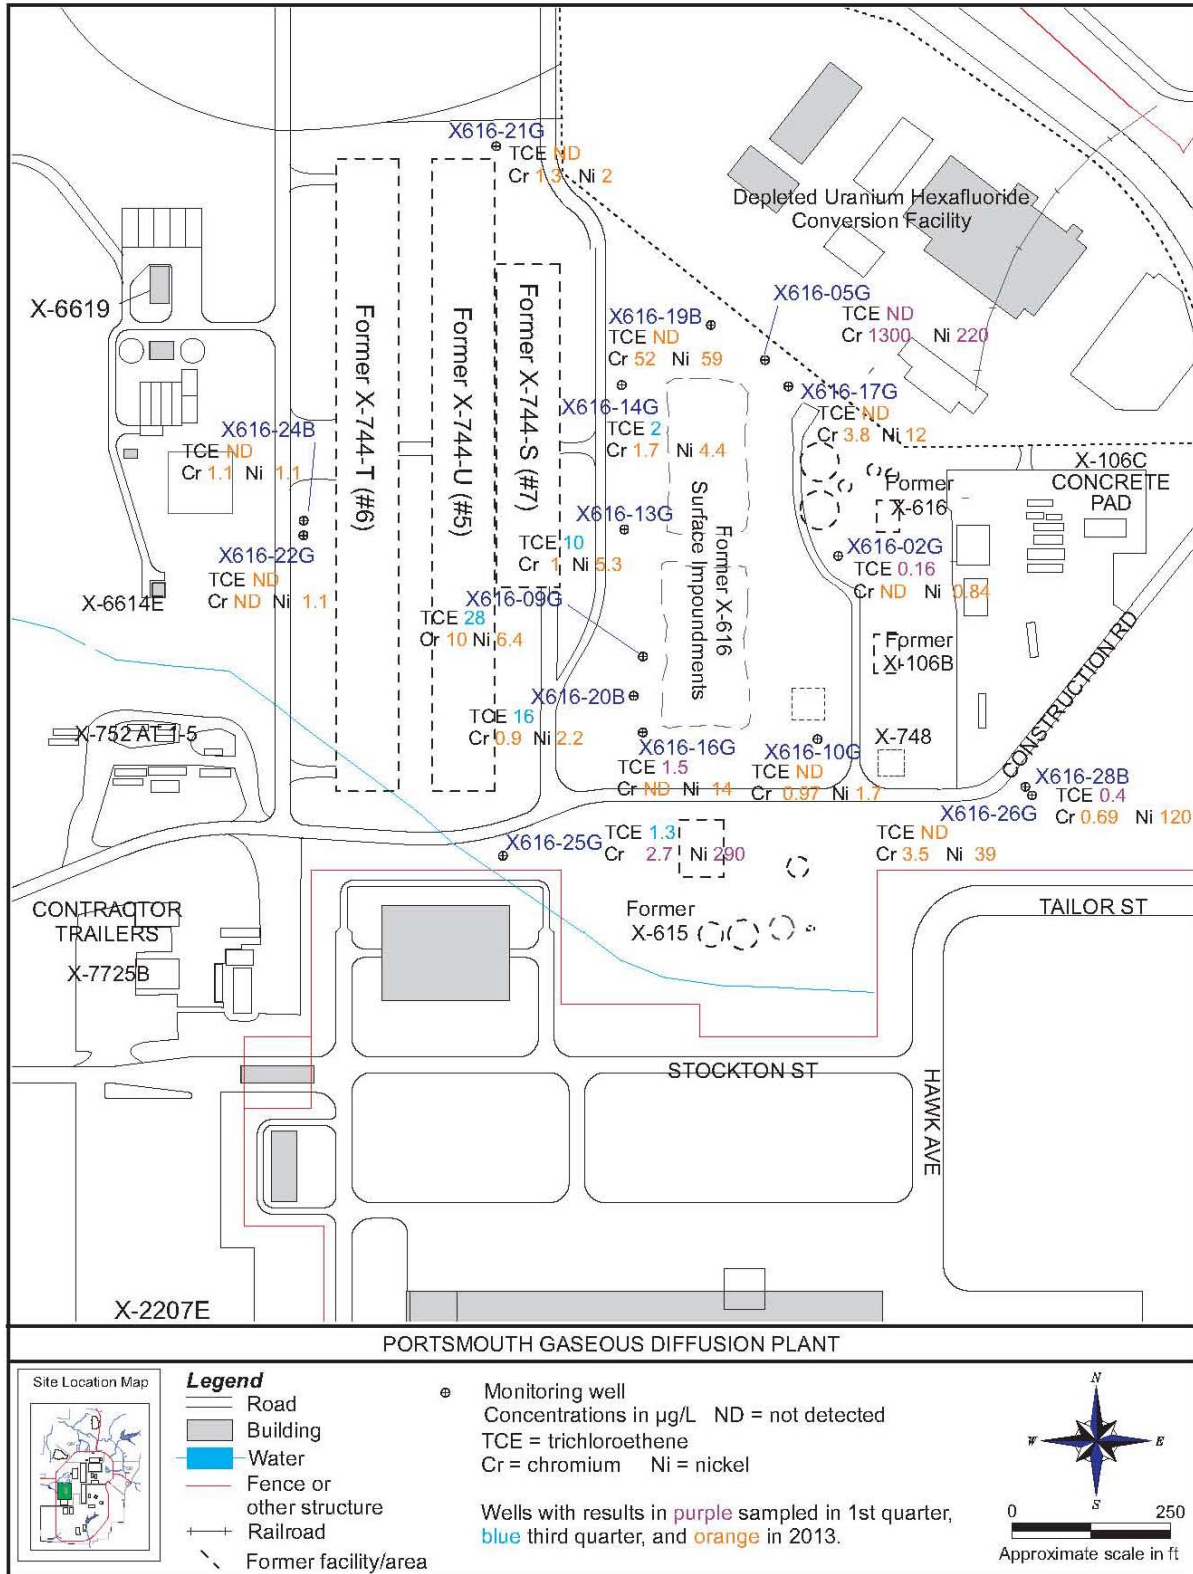 X616-21G
TCE ND
Cr 1.3 Ni 2
Depleted Uranium Hexafluoride
Conversion Facility
X-6619
X616-05G
TCE ND
Cr 1300 Ni 220
X616-19B
TCE ND
Cr 52 Ni 59
X616-17G
TCE ND
Cr 3.8 Ni 12
X616-14G
TCE 2
Cr 1.7 Ni 4.4
X616-24B
TCE ND
Cr 1.1 Ni 1.1
Former X-744-T (#6)
Former X-744-U (#5)
Former X-744-S (#7)
Former X-616
Surface Impoundments
X-106C
CONCRETE
PAD
Former
X-616
X616-13G
TCE 10
Cr 1 Ni 5.3
X616-22G
TCE ND
Cr ND Ni 1.1
X-6614E
X616-02G
TCE 0.16
Cr ND Ni 0.84
X616-09G
TCE 28
Cr 10 Ni 6.4
Former
X-106B
CONSTRUCTION RD
X616-20B
TCE 16
Cr 0.9 Ni 2.2
X-752 AT 1-5
X616-16G
TCE 1.5
Cr ND Ni 14
X616-10G
TCE ND
Cr 0.97 Ni 1.7
X-748
X616-28B
TCE 0.4
Cr 0.69 Ni 120
X616-26G
TCE ND
Cr 3.5 Ni 39
X616-25G
TCE 1.3
Cr 2.7 Ni 290
CONTRACTOR
TRAILERS
X-7725B
Former
X-615
TAILOR ST
STOCKTON ST
HAWK AVE
X-2207E
PORTSMOUTH GASEOUS DIFFUSION PLANT
Site Location Map
Legend
Road
Building
Water
Fence or
other structure
Railroad
Former facility/area
Monitoring well
Concentrations in µg/L ND = not detected
TCE = trichloroethene
Cr = chromium Ni = nickel
Wells with results in purple sampled in 1st quarter,
blue third quarter, and orange in 2013.
N
W E
S
0 250
Approximate scale in ft